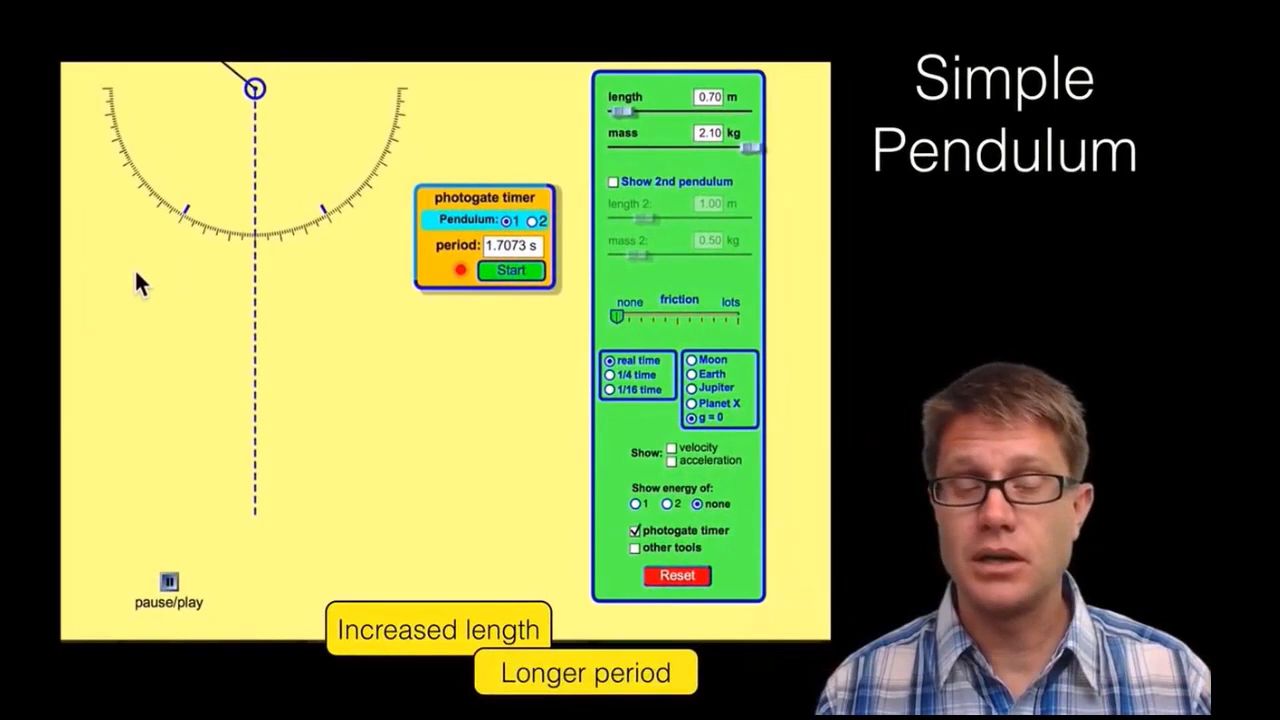 Simple
Pendulum
length 0.70 m
mass 2.10 kg
Show 2nd pendulum
length 2: 1.00 m
mass 2: 0.50 kg
photogate timer
Pendulum: 1 2
period: 1.7073 s
Start
none friction lots
real time
1/4 time
1/16 time
Moon
Earth
Jupiter
Planet X
g = 0
Show: velocity
acceleration
Show energy of:
1 2 none
photogate timer
other tools
Reset
pause/play
Increased length
Longer period